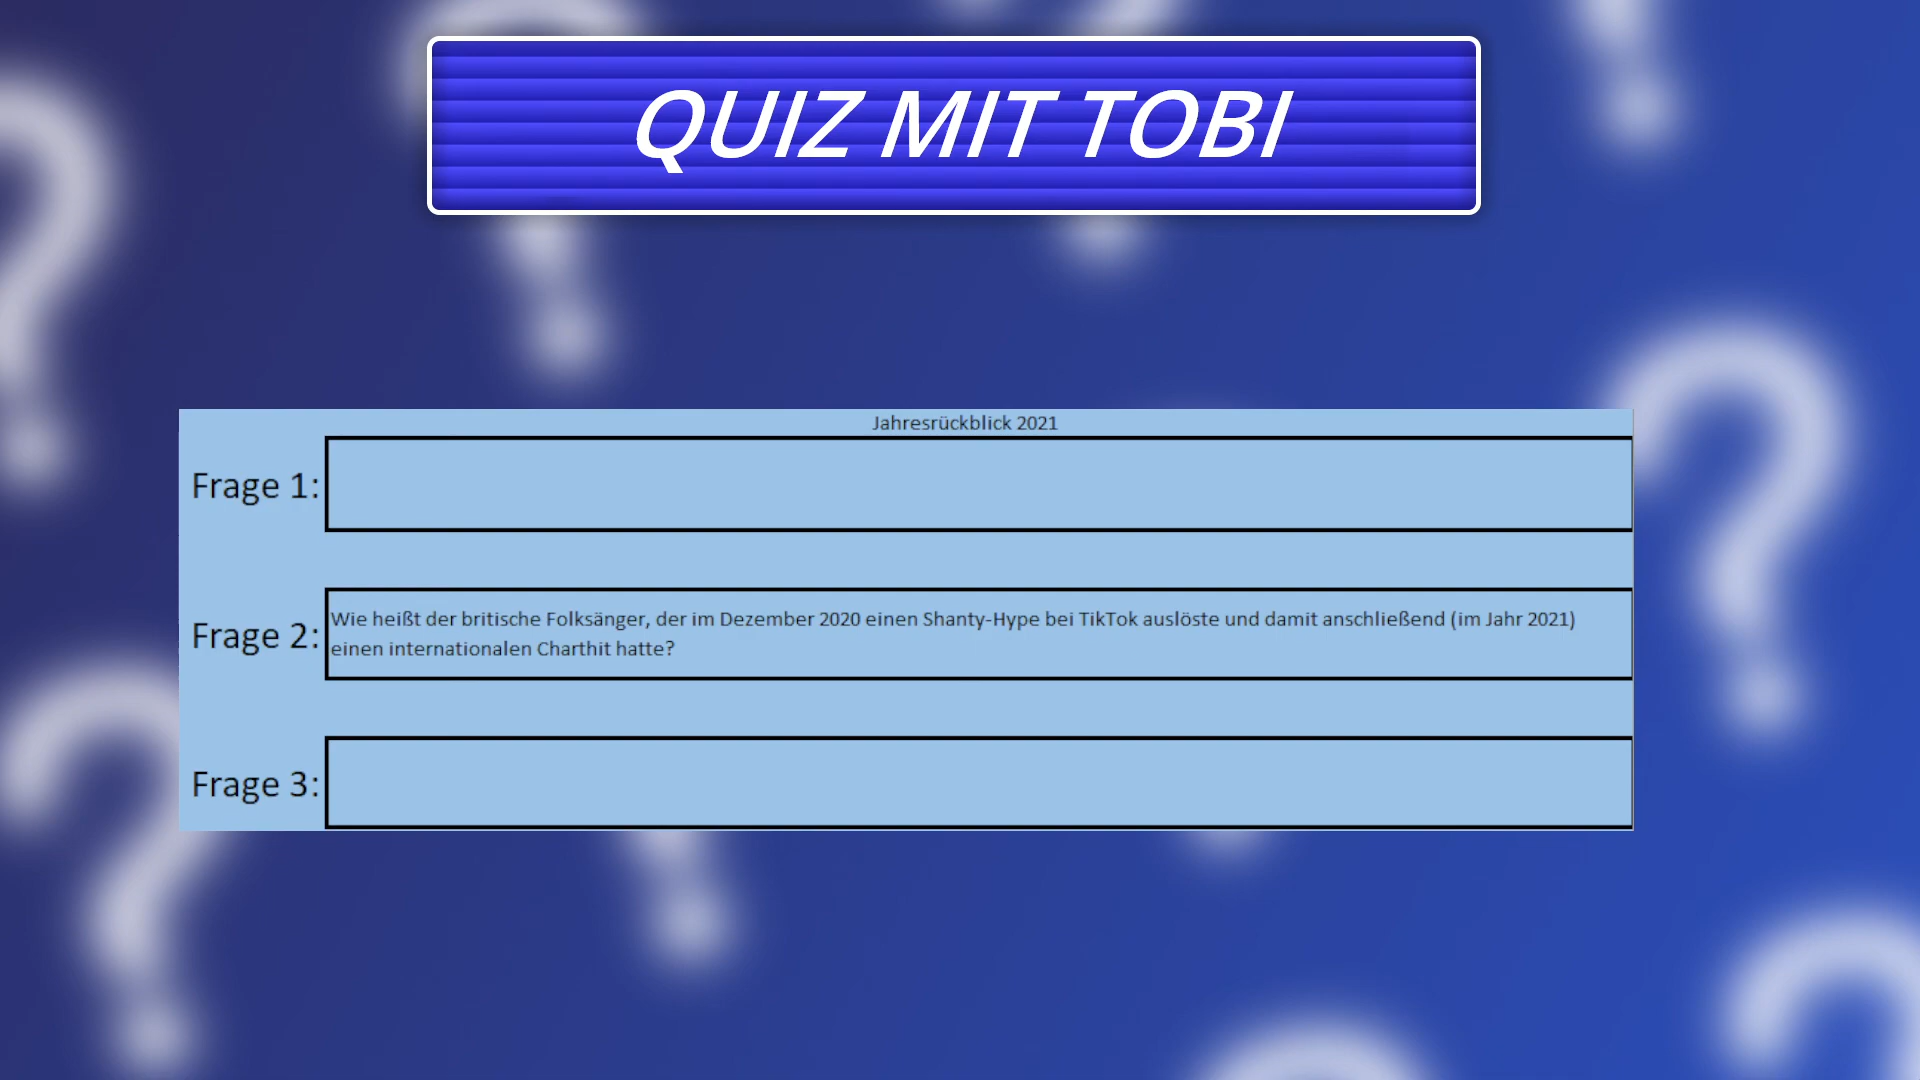 QUIZ MIT TOBI
Jahresrückblick 2021
Frage 1:
Frage 2:
Wie heißt der britische Folksänger, der im Dezember 2020 einen Shanty-Hype bei TikTok auslöste und damit anschließend (im Jahr 2021)
einen internationalen Charthit hatte?
Frage 3: